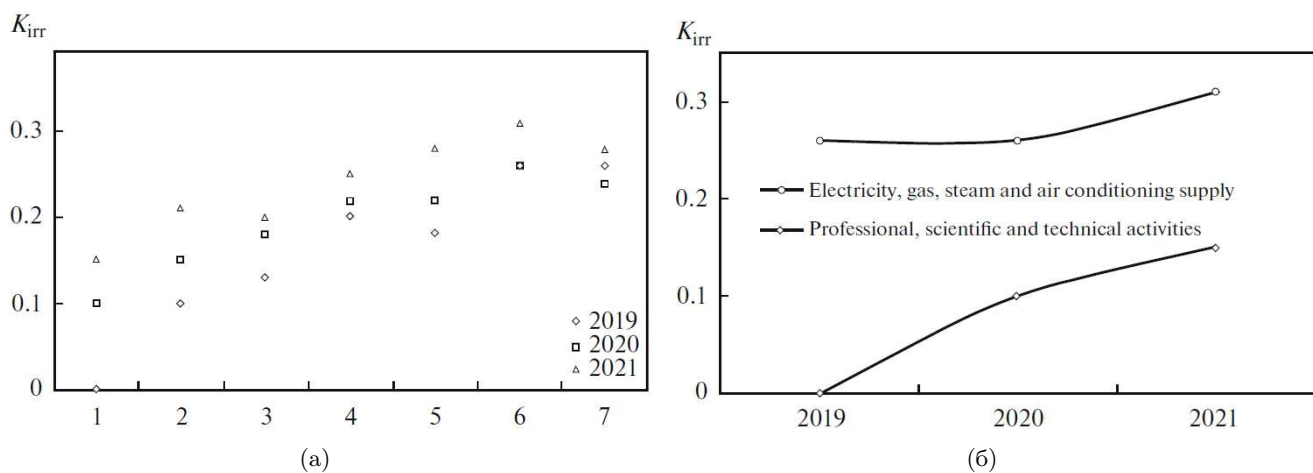 K_irr
0.3
0.2
0.1
0
1 2 3 4 5 6 7
2019
2020
2021
(а)
K_irr
0.3
0.2
0.1
0
Electricity, gas, steam and air conditioning supply
Professional, scientific and technical activities
2019 2020 2021
(б)